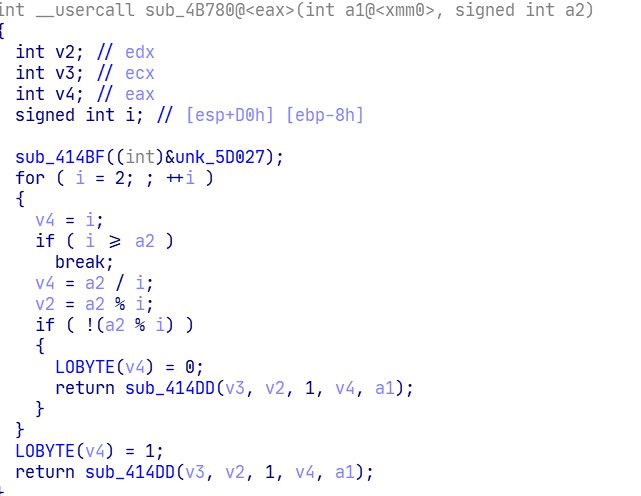 int __usercall sub_4B780@<eax>(int a1@<xmm0>, signed int a2)
{
int v2; // edx
int v3; // ecx
int v4; // eax
signed int i; // [esp+D0h] [ebp-8h]
sub_414BF((int)&unk_5D027);
for ( i = 2; ; ++i )
{
v4 = i;
if ( i >= a2 )
break;
v4 = a2 / i;
v2 = a2 % i;
if ( !(a2 % i) )
{
LOBYTE(v4) = 0;
return sub_414DD(v3, v2, 1, v4, a1);
}
}
LOBYTE(v4) = 1;
return sub_414DD(v3, v2, 1, v4, a1);
}